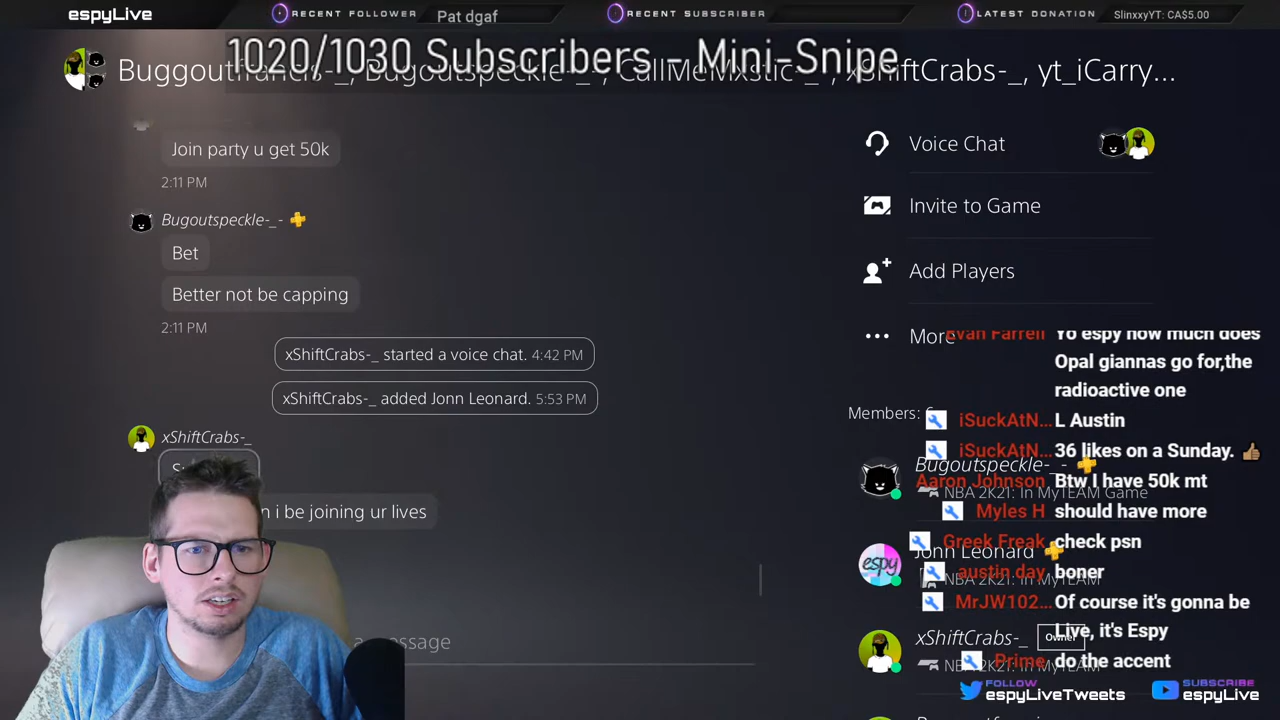 espyLive
RECENT FOLLOWER
Pat dgaf
RECENT SUBSCRIBER
LATEST DONATION
SlinxxyYT: CA$5.00
1020/1030 Subscribers - Mini-Snipe
yt_iCarry...
Join party u get 50k
2:11 PM
Bugoutspeckle-_- 
Bet
Better not be capping
2:11 PM
xShiftCrabs-_ started a voice chat. 4:42 PM
xShiftCrabs-_ added Jonn Leonard. 5:53 PM
xShiftCrabs-_
i be joining ur lives
message
Voice Chat
Invite to Game
Add Players
More
Members:
Bugoutspeckle-_-
NBA 2K21: In MyTEAM Game
Jonn Leonard
NBA 2K21: In MyTEAM
xShiftCrabs-_
Owner
NBA 2K21: In MyTEAM
Evan Farrell Yo espy how much does
Opal giannas go for,the
radioactive one
iSuckAtN... L Austin
iSuckAtN... 36 likes on a Sunday. 👍🏽
Aaron Johnson Btw I have 50k mt
Myles H should have more
Greek Freak check psn
austin day boner
MrJW102... Of course it's gonna be
Live, it's Espy
Prime do the accent
espy
FOLLOW
espyLiveTweets
SUBSCRIBE
espyLive